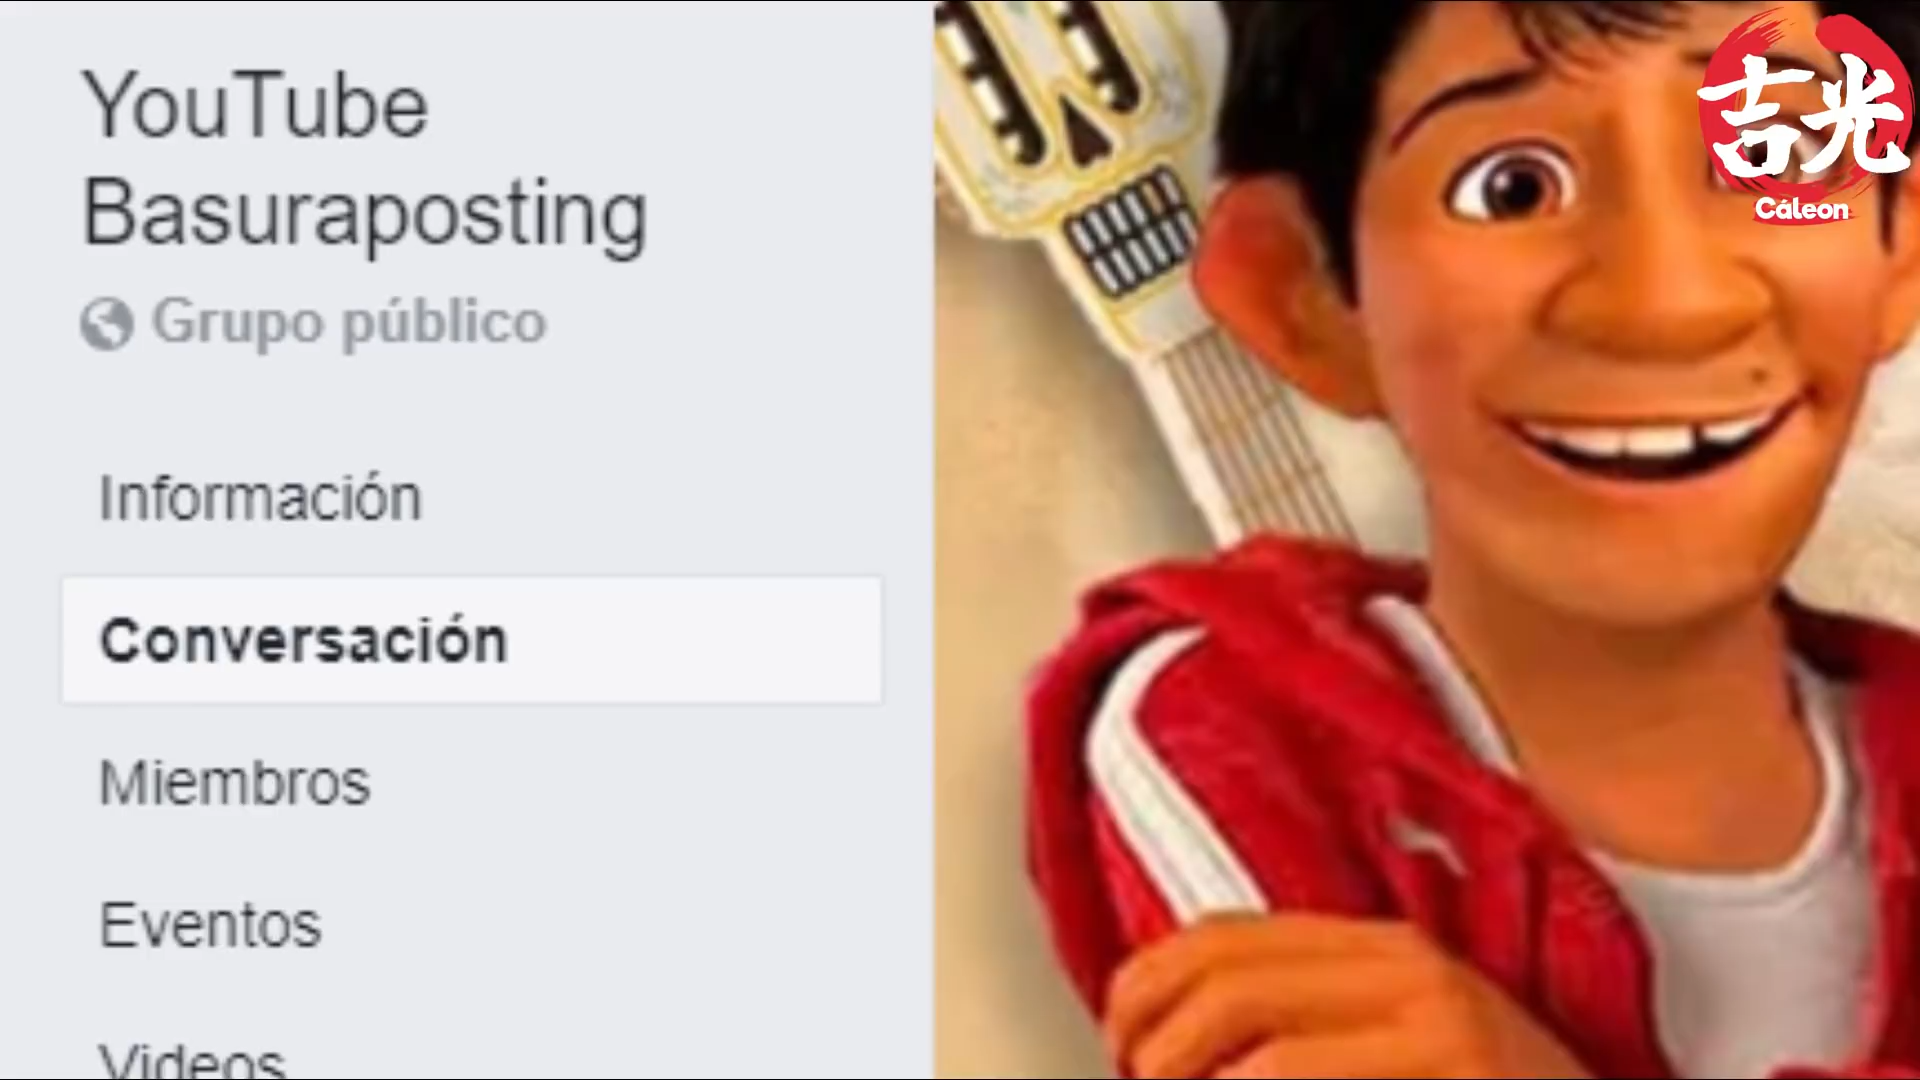 YouTube
Basuraposting
Grupo público
Información
Conversación
Miembros
Eventos
Videos
吉光
Cáleon